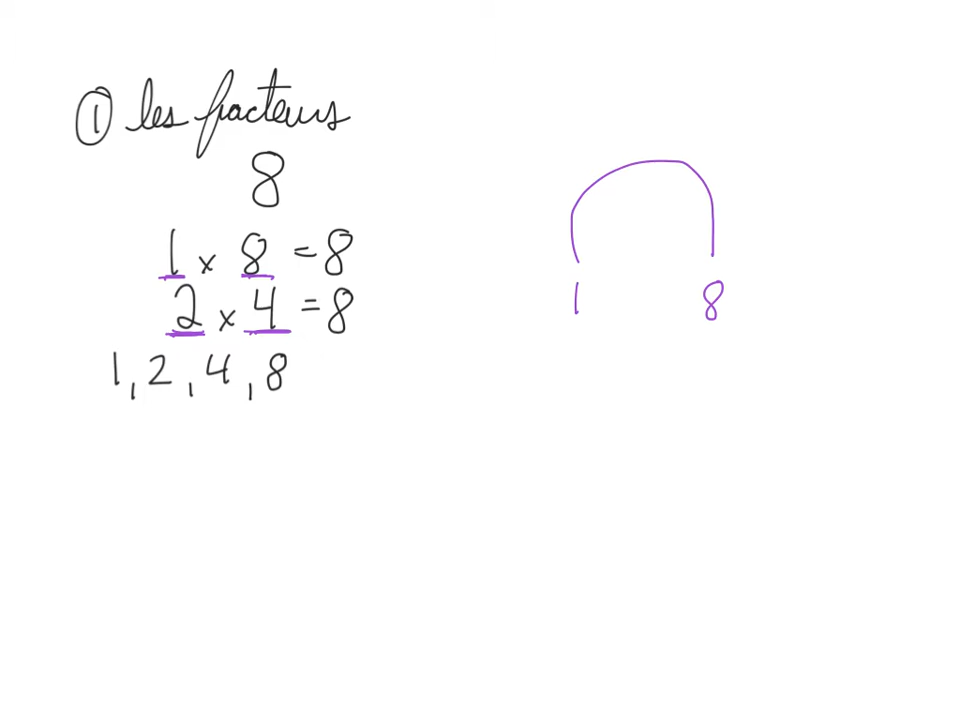 ① les facteurs
8
1 x 8 = 8
2 x 4 = 8
1, 2, 4, 8
1 8